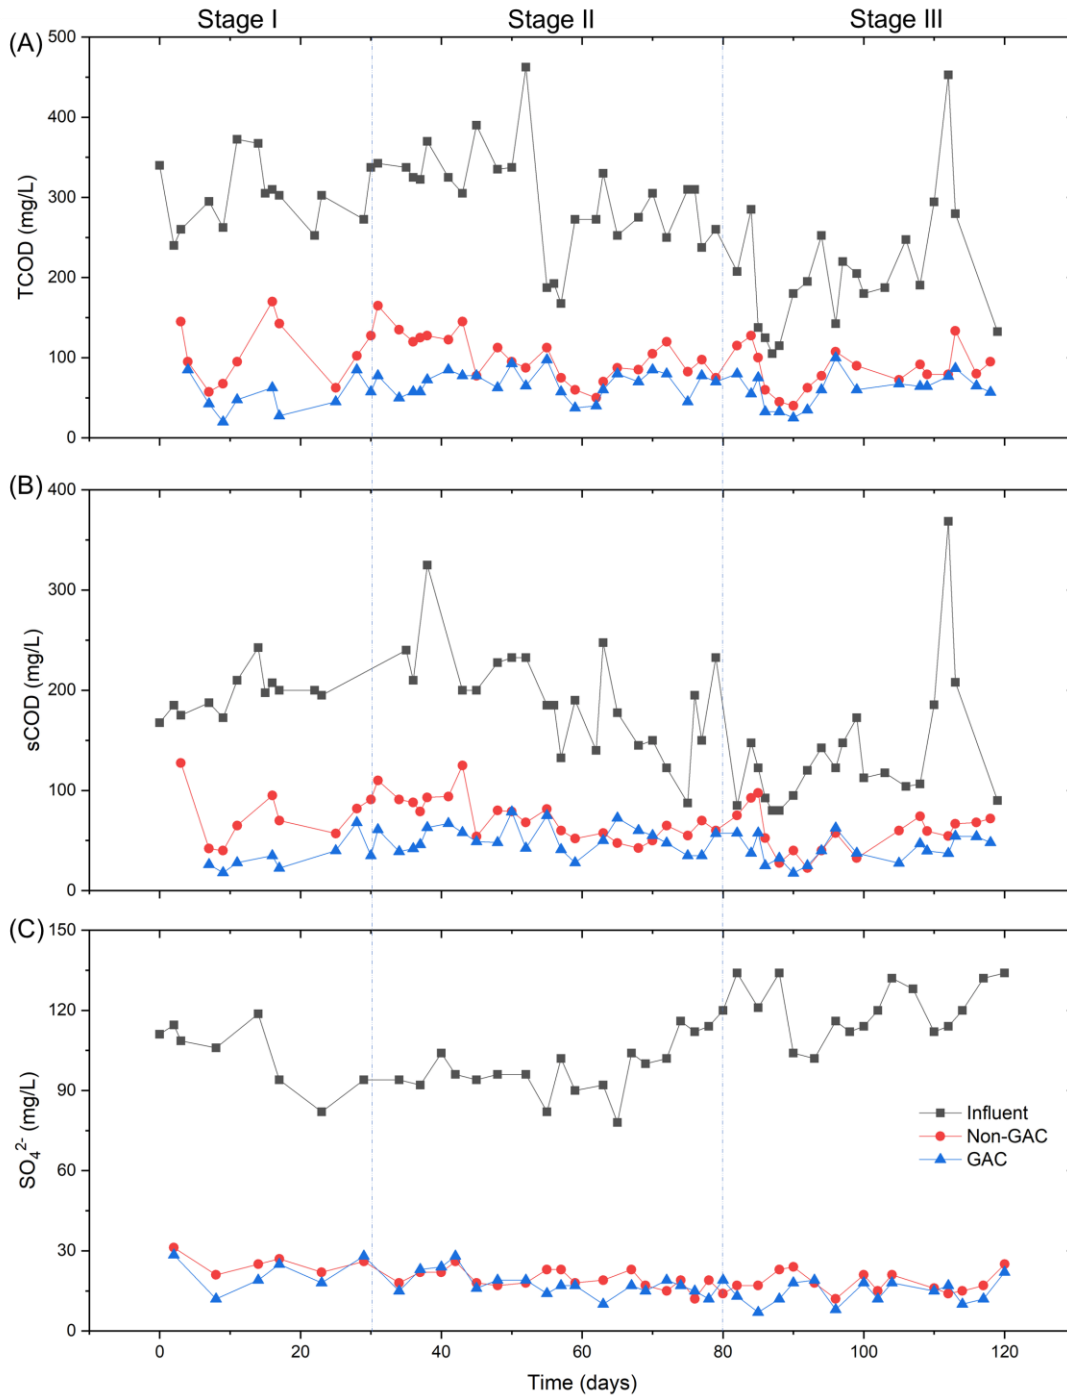 Stage I Stage II Stage III
(A)
500
400
300
200
100
0
TCOD (mg/L)
(B)
400
300
200
100
0
sCOD (mg/L)
(C)
150
120
90
60
30
0
SO₄²⁻ (mg/L)
Influent
Non-GAC
GAC
0 20 40 60 80 100 120
Time (days)